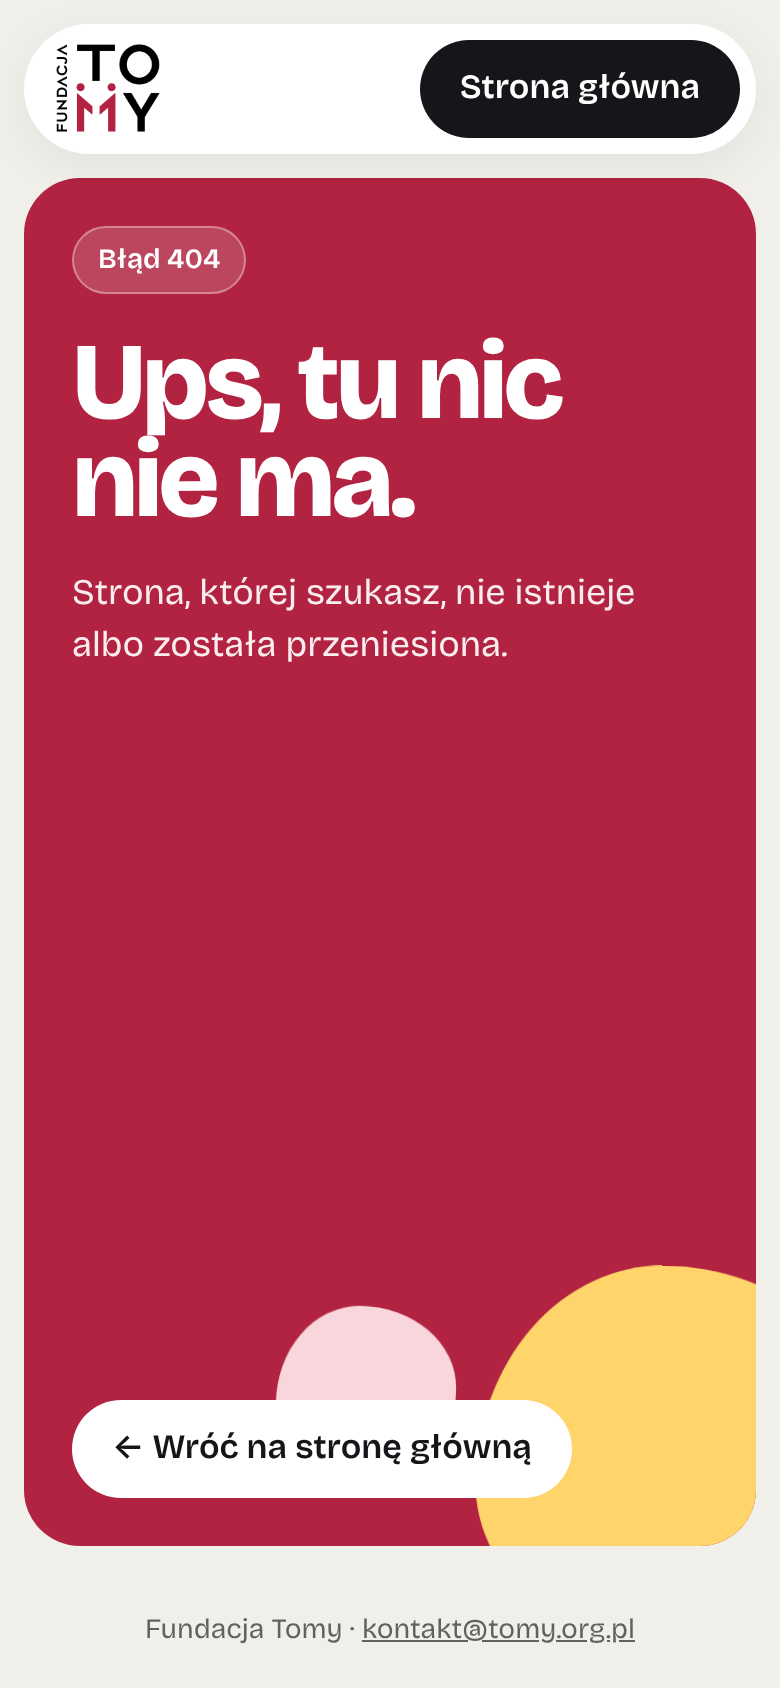 FUNDACJA
TO
MY
Strona główna
Błąd 404
Ups, tu nic
nie ma.
Strona, której szukasz, nie istnieje
albo została przeniesiona.
← Wróć na stronę główną
Fundacja Tomy · kontakt@tomy.org.pl